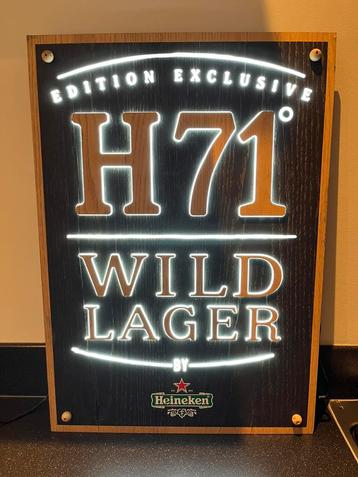 EDITION EXCLUSIVE
H71°
WILD
LAGER
BY
Heineken